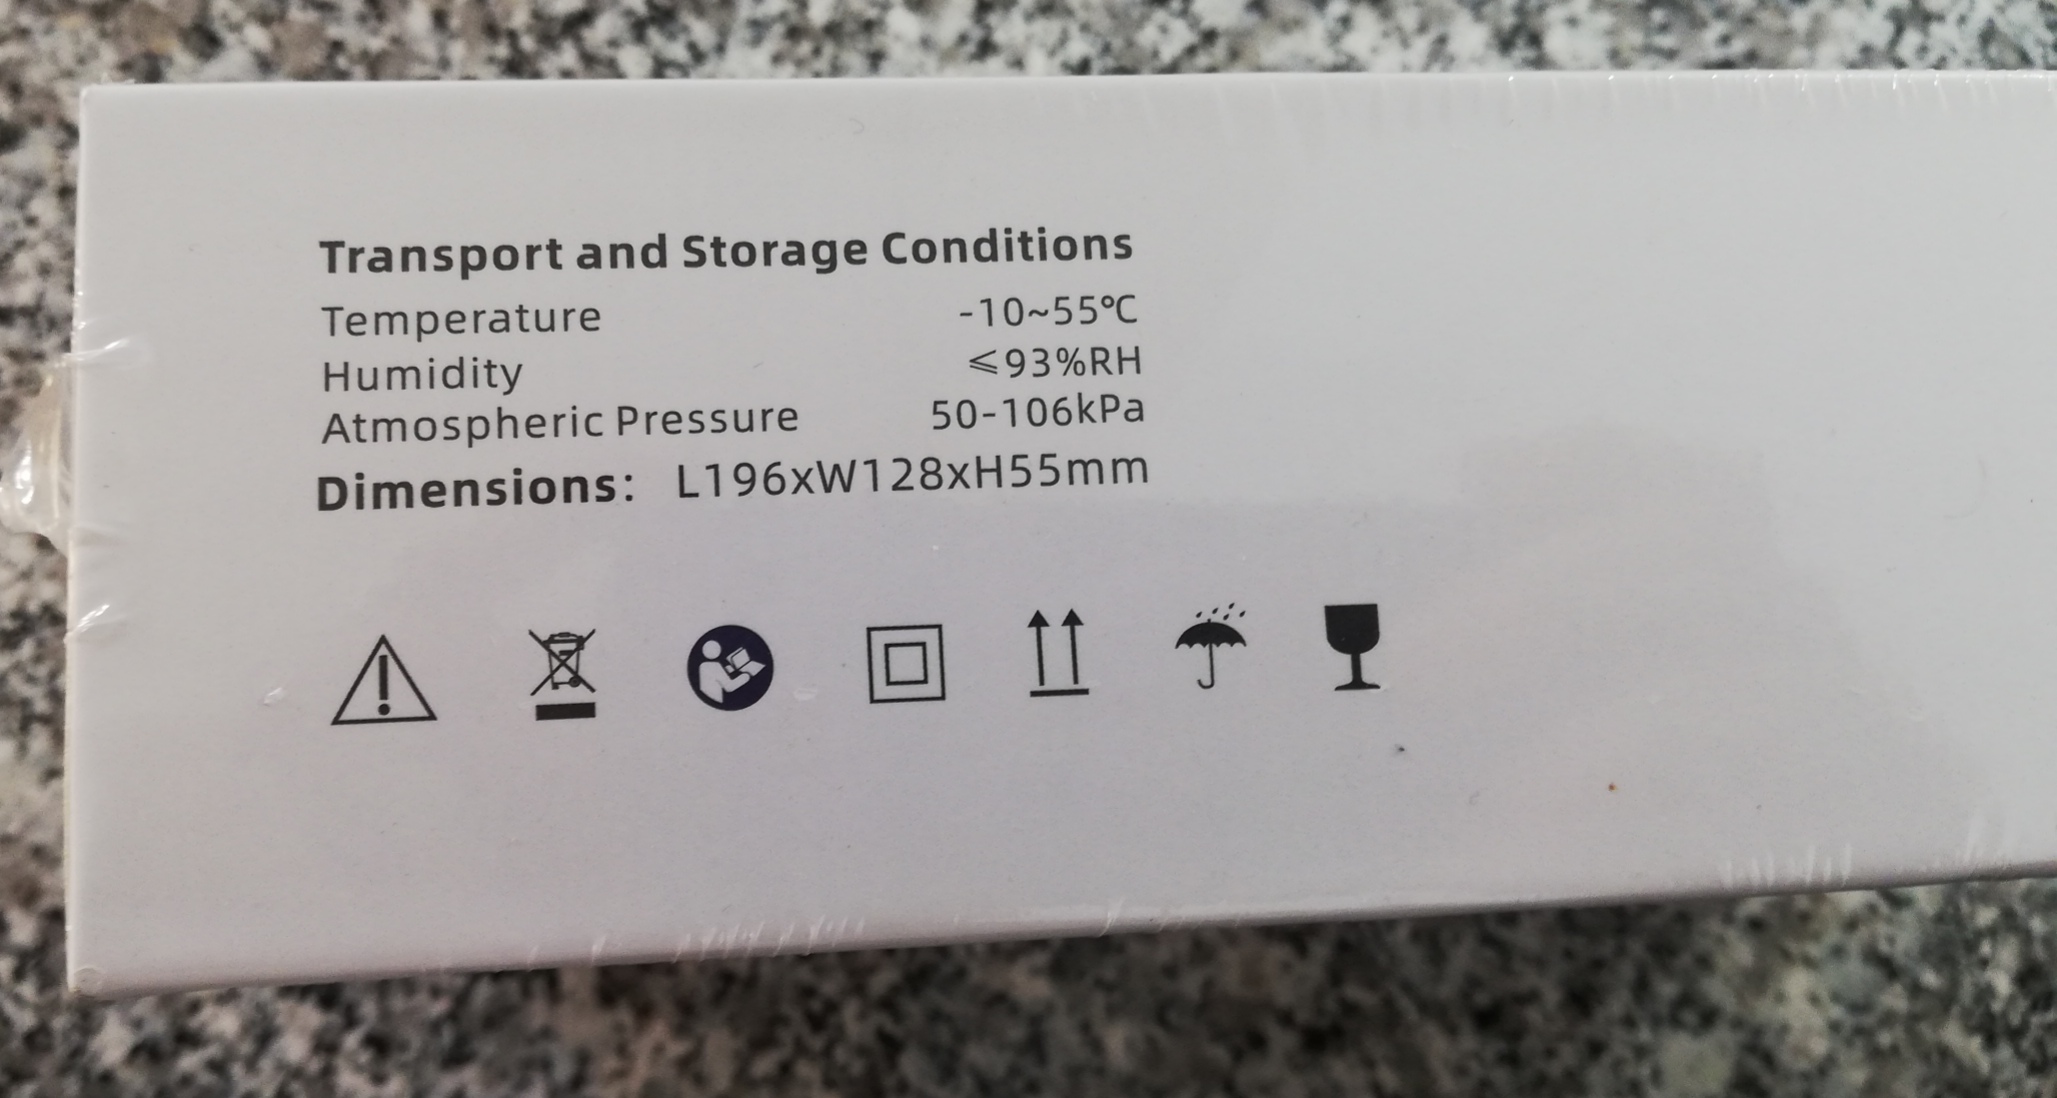 Transport and Storage Conditions
Temperature -10~55℃
Humidity ⩽93%RH
Atmospheric Pressure 50-106kPa
Dimensions: L196xW128xH55mm